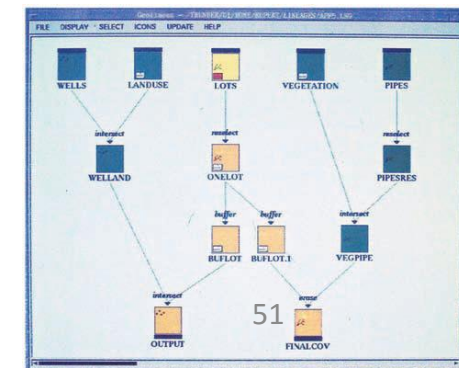 FILE DISPLAY SELECT ICONS UPDATE HELP
WELLS LANDUSE LOTS VEGETATION PIPES
intersect reselect reselect
WELLAND ONELOT PIPESRES
buffer buffer intersect
BUFLOT BUFLOT.1 VEGPIPE
intersect erase
51
OUTPUT FINALCOV